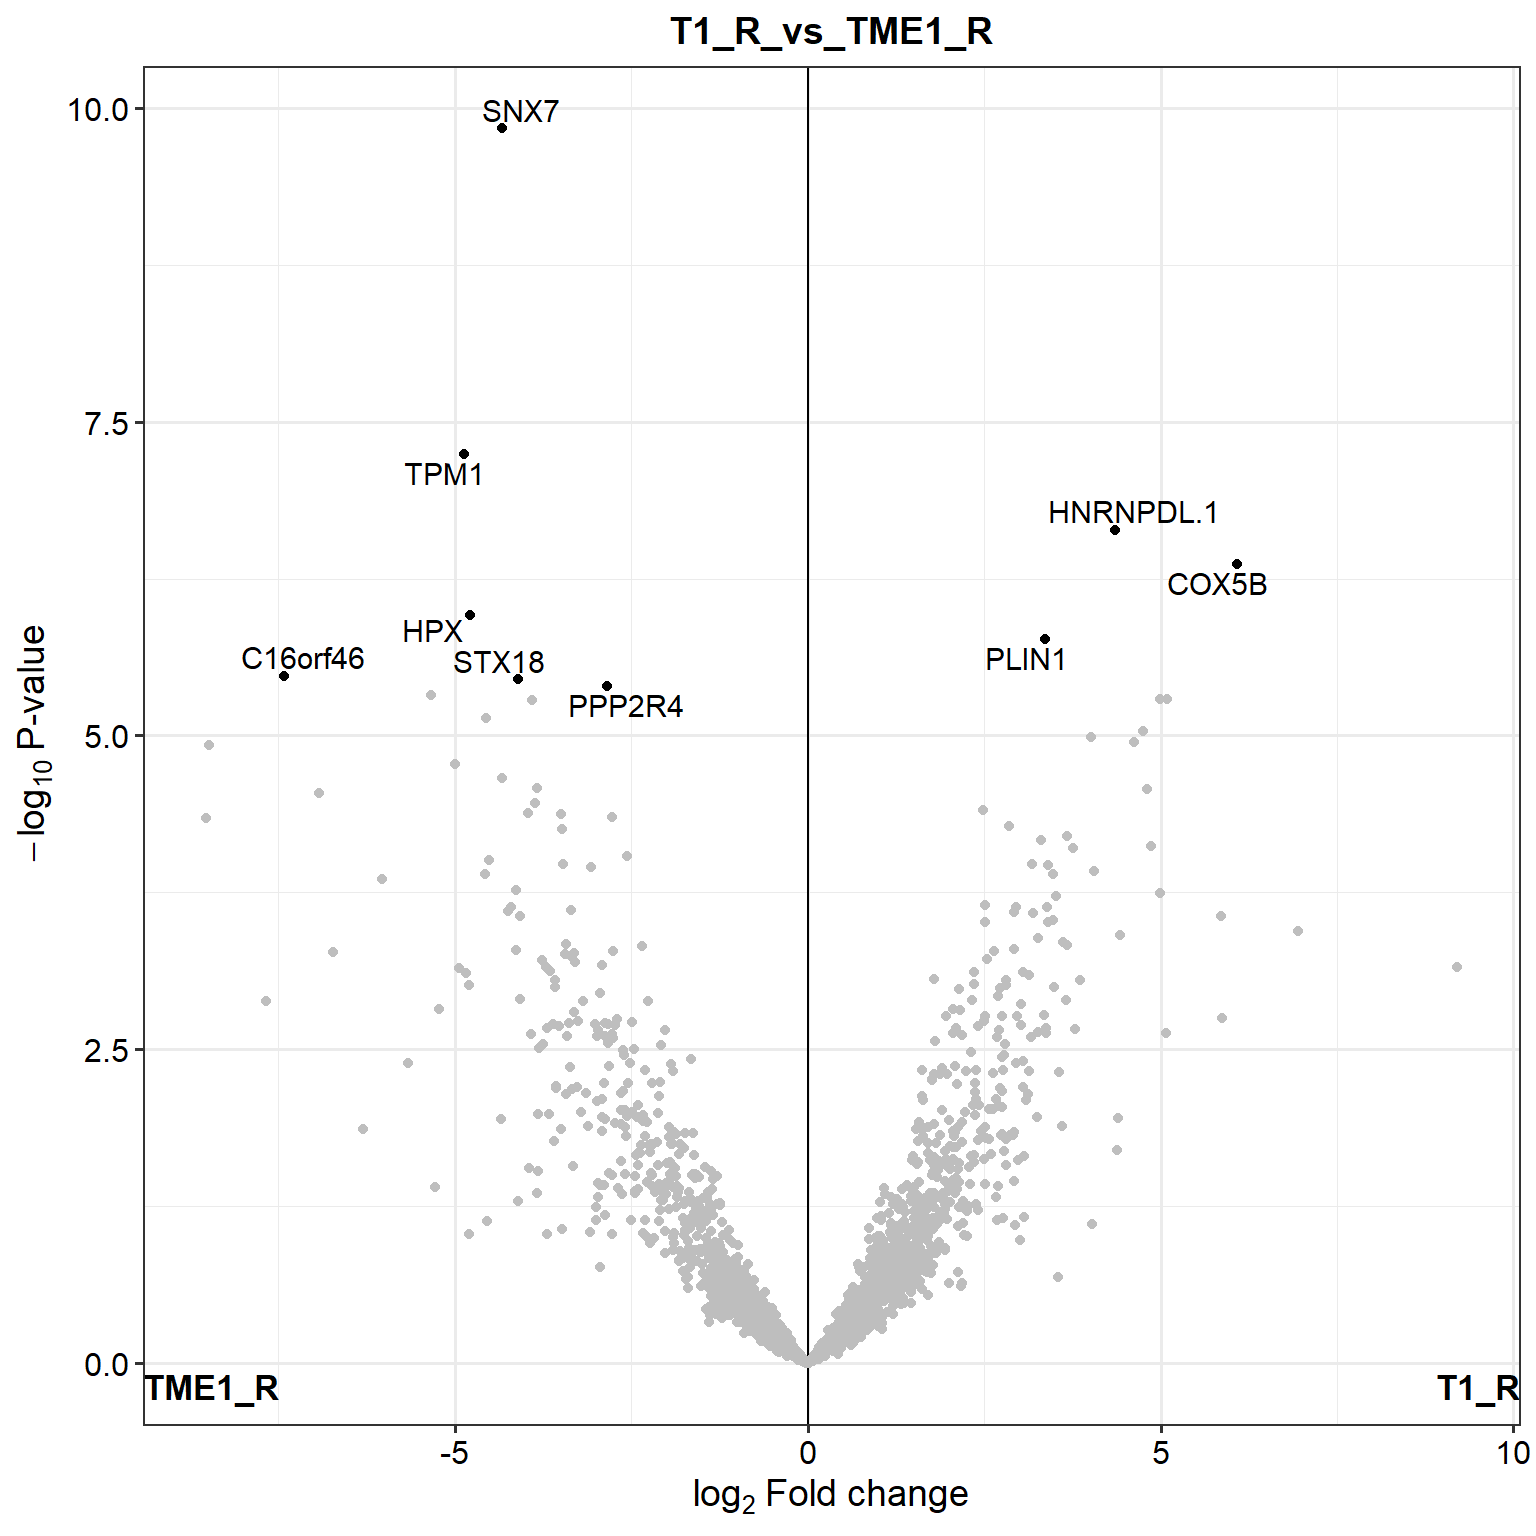 T1_R_vs_TME1_R
10.0
7.5
5.0
2.5
0.0
−log10 P-value
SNX7
TPM1
HNRNPDL.1
COX5B
HPX
PLIN1
C16orf46
STX18
PPP2R4
TME1_R
T1_R
-5
0
5
10
log2 Fold change